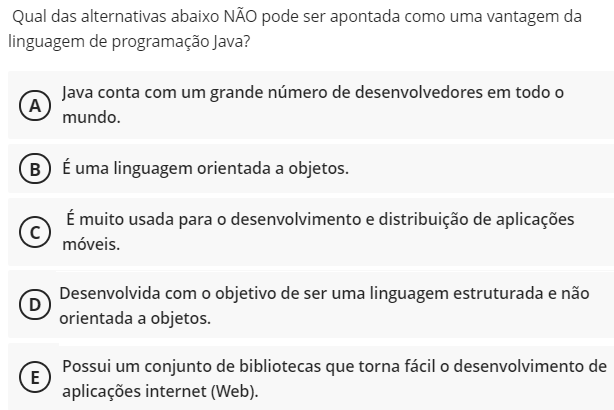 Qual das alternativas abaixo NÃO pode ser apontada como uma vantagem da
linguagem de programação Java?
A
Java conta com um grande número de desenvolvedores em todo o
mundo.
B
É uma linguagem orientada a objetos.
C
É muito usada para o desenvolvimento e distribuição de aplicações
móveis.
D
Desenvolvida com o objetivo de ser uma linguagem estruturada e não
orientada a objetos.
E
Possui um conjunto de bibliotecas que torna fácil o desenvolvimento de
aplicações internet (Web).